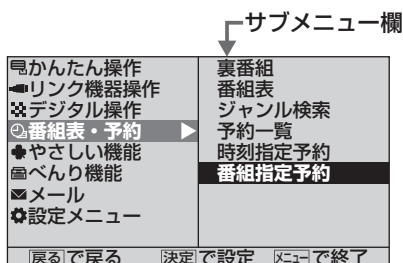 サブメニュー欄
かんたん操作
リンク機器操作
デジタル操作
番組表・予約
やさしい機能
べんり機能
メール
設定メニュー
裏番組
番組表
ジャンル検索
予約一覧
時刻指定予約
番組指定予約
戻るで戻る 決定で設定 メニューで終了